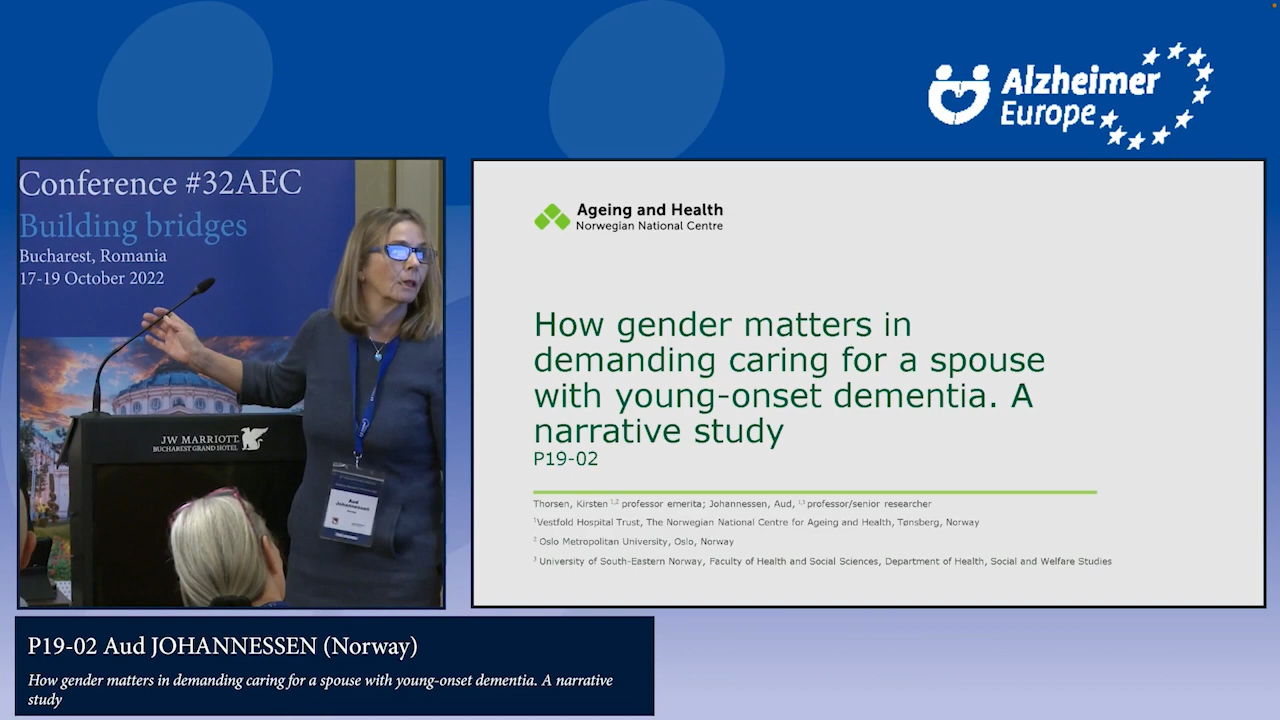 Alzheimer
Europe
Conference #32AEC
Building bridges
Bucharest, Romania
17-19 October 2022
JW MARRIOTT
BUCHAREST GRAND HOTEL
Aud
Johannessen
Ageing and Health
Norwegian National Centre
How gender matters in
demanding caring for a spouse
with young-onset dementia. A
narrative study
P19-02
Thorsen, Kirsten 1,2 professor emerita; Johannessen, Aud, 1,3 professor/senior researcher
1Vestfold Hospital Trust, The Norwegian National Centre for Ageing and Health, Tønsberg, Norway
2 Oslo Metropolitan University, Oslo, Norway
3 University of South-Eastern Norway, Faculty of Health and Social Sciences, Department of Health, Social and Welfare Studies
P19-02 Aud JOHANNESSEN (Norway)
How gender matters in demanding caring for a spouse with young-onset dementia. A narrative
study